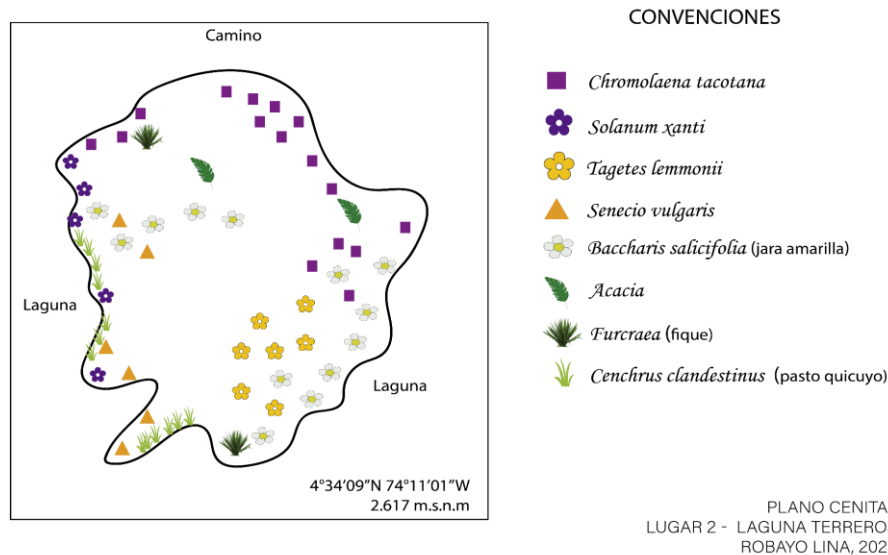 Camino
Laguna
Laguna
4°34'09"N 74°11'01"W
2.617 m.s.n.m
CONVENCIONES
Chromolaena tacotana
Solanum xanti
Tagetes lemmonii
Senecio vulgaris
Baccharis salicifolia (jara amarilla)
Acacia
Furcraea (fique)
Cenchrus clandestinus (pasto quicuyo)
PLANO CENITA
LUGAR 2 - LAGUNA TERRERO
ROBAYO LINA, 202